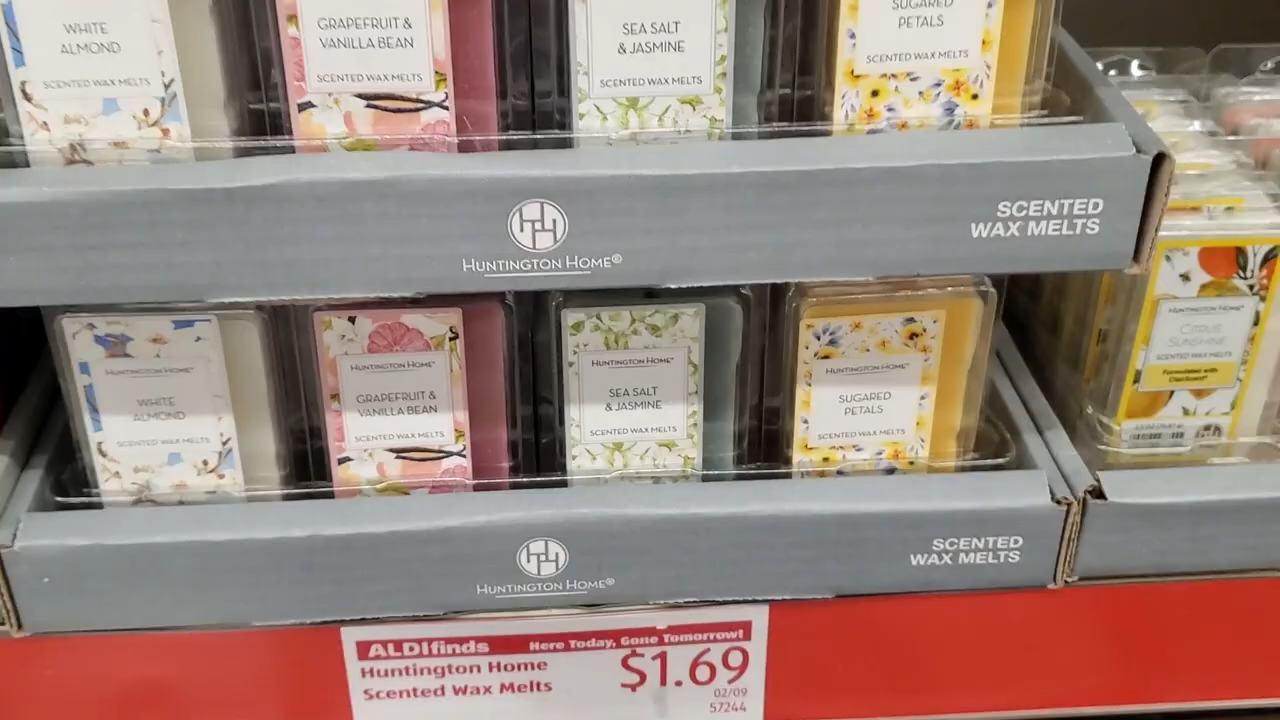 WHITE
ALMOND
SCENTED WAX MELTS
GRAPEFRUIT &
VANILLA BEAN
SCENTED WAX MELTS
SEA SALT
& JASMINE
SCENTED WAX MELTS
SUGARED
PETALS
SCENTED WAX MELTS
HUNTINGTON HOME®
SCENTED
WAX MELTS
HUNTINGTON HOME®
WHITE
ALMOND
SCENTED WAX MELTS
HUNTINGTON HOME®
GRAPEFRUIT &
VANILLA BEAN
SCENTED WAX MELTS
HUNTINGTON HOME®
SEA SALT
& JASMINE
SCENTED WAX MELTS
HUNTINGTON HOME®
SUGARED
PETALS
SCENTED WAX MELTS
HUNTINGTON HOME®
CITRUS
SUNSHINE
SCENTED WAX MELTS
Formulated with
HUNTINGTON HOME®
SCENTED
WAX MELTS
ALDIfinds
Here Today, Gone Tomorrow!
Huntington Home
Scented Wax Melts
$1.69
02/09
57244